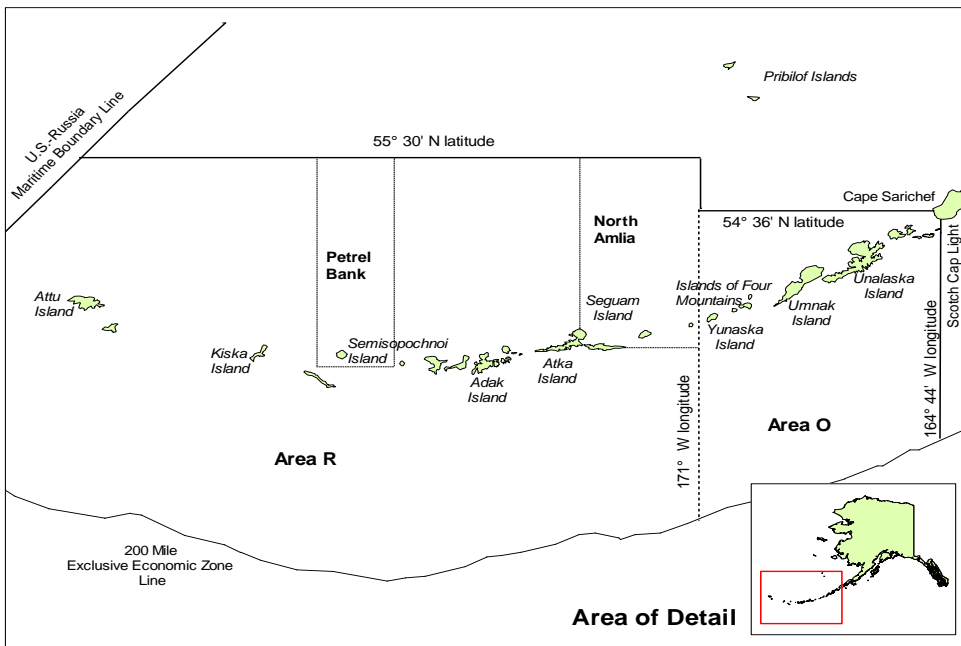 Pribilof Islands
U.S.-Russia
Maritime Boundary Line
55° 30' N latitude
Cape Sarichef
54° 36' N latitude
North
Amlia
Petrel
Bank
Scotch Cap Light
164° 44' W longitude
Unalaska
Island
Islands of Four
Mountains
Umnak
Island
Yunaska
Island
Seguam
Island
Attu
Island
Kiska
Island
Semisopochnoi
Island
Adak
Island
Atka
Island
171° W longitude
Area R
Area O
200 Mile
Exclusive Economic Zone
Line
Area of Detail